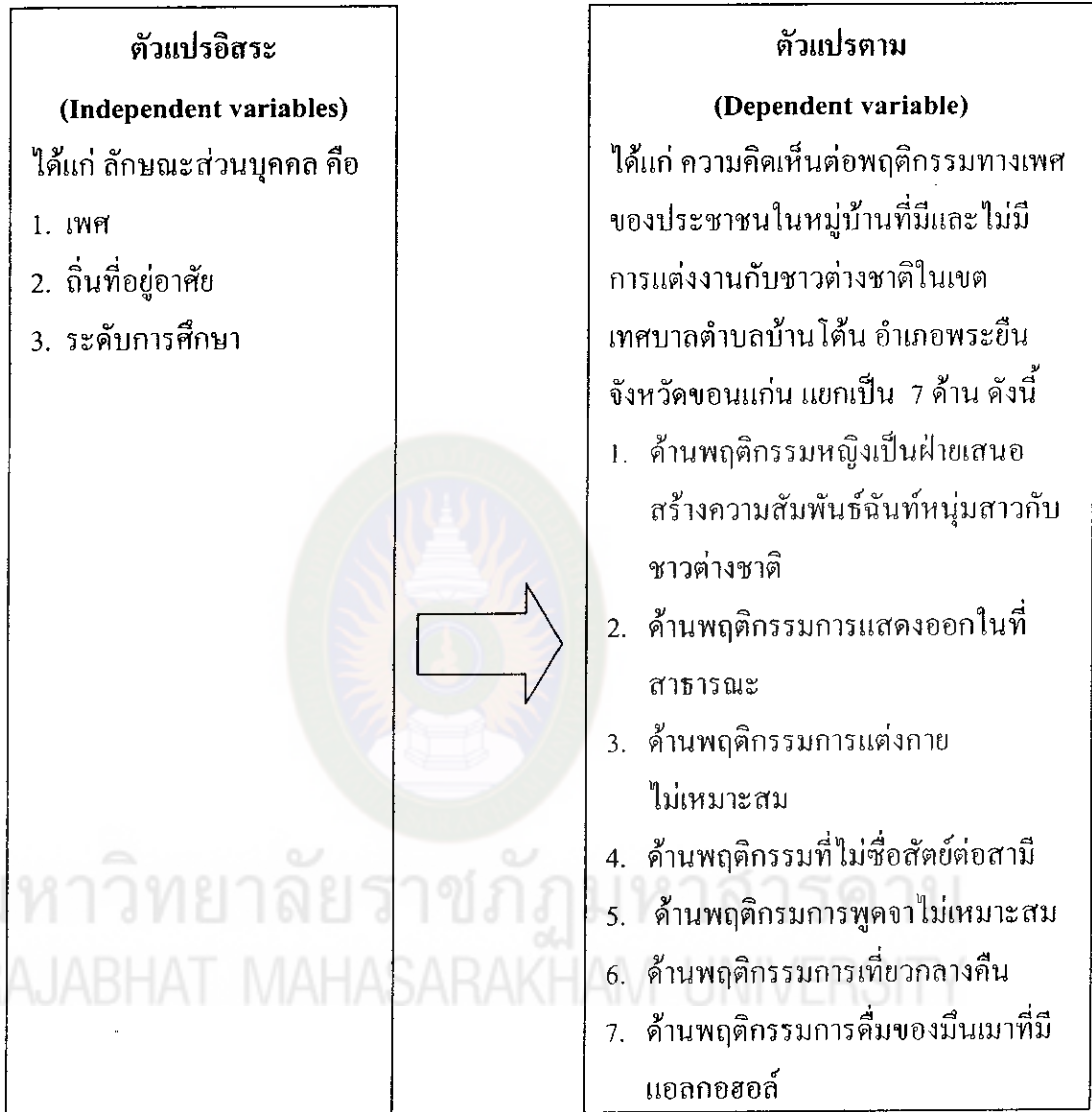 ตัวแปรอิสระ
(Independent variables)
ได้แก่ ลักษณะส่วนบุคคล คือ
1. เพศ
2. ถิ่นที่อยู่อาศัย
3. ระดับการศึกษา
ตัวแปรตาม
(Dependent variable)
ได้แก่ ความคิดเห็นต่อพฤติกรรมทางเพศ
ของประชาชนในหมู่บ้านที่มีและไม่มี
การแต่งงานกับชาวต่างชาติในเขต
เทศบาลตำบลบ้านโต้น อำเภอพระยืน
จังหวัดขอนแก่น แยกเป็น 7 ด้าน ดังนี้
1. ด้านพฤติกรรมหญิงเป็นฝ่ายเสนอ
สร้างความสัมพันธ์ฉันท์หนุ่มสาวกับ
ชาวต่างชาติ
2. ด้านพฤติกรรมการแสดงออกในที่
สาธารณะ
3. ด้านพฤติกรรมการแต่งกาย
ไม่เหมาะสม
4. ด้านพฤติกรรมที่ไม่ซื่อสัตย์ต่อสามี
5. ด้านพฤติกรมการพูดจาไม่เหมาะสม
6. ด้านพฤติกรรมการเที่ยวกลางคืน
7. ด้านพฤติกรรมการดื่มของมึนเมาที่มี
แอลกอฮอล์
หาวิทยาลัยราชภัฏมหาสารคาม
AJABHAT MAHASARAKHAM UNIVERSITY